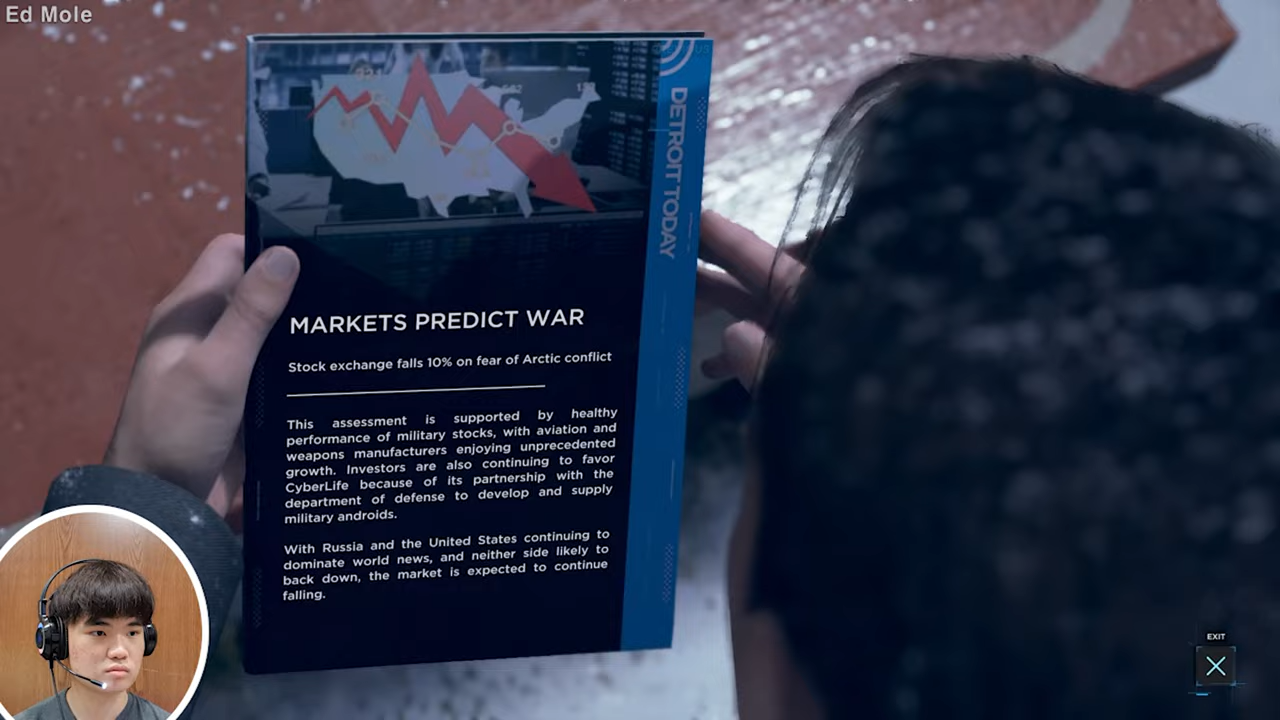 Ed Mole
DETROIT TODAY
MARKETS PREDICT WAR
Stock exchange falls 10% on fear of Arctic conflict
This assessment is supported by healthy
performance of military stocks, with aviation and
weapons manufacturers enjoying unprecedented
growth. Investors are also continuing to favor
CyberLife because of its partnership with the
department of defense to develop and supply
military androids.
With Russia and the United States continuing to
dominate world news, and neither side likely to
back down, the market is expected to continue
falling.
EXIT